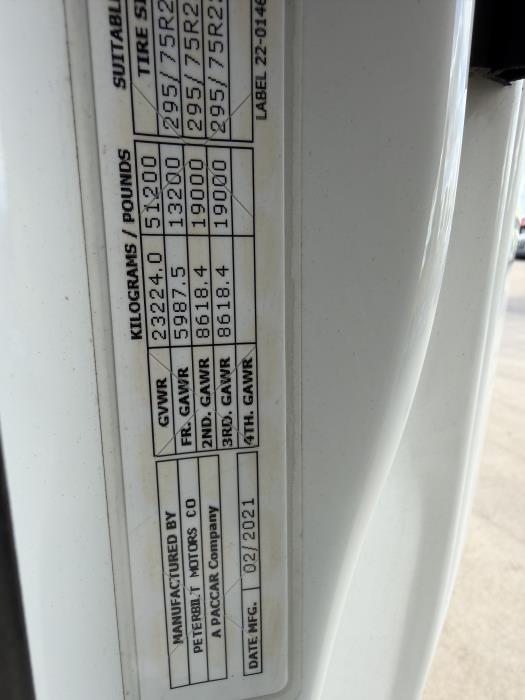 MANUFACTURED BY
PETERBILT MOTORS CO
A PACCAR Company
DATE MFG. 02/2021
KILOGRAMS / POUNDS
GVWR 23224.0 51200
FR. GAWR 5987.5 13200 295/75R2
2ND. GAWR 8618.4 19000 295/75R2
3RD. GAWR 8618.4 19000 295/75R2
4TH. GAWR
TIRE
LABEL 22-0146